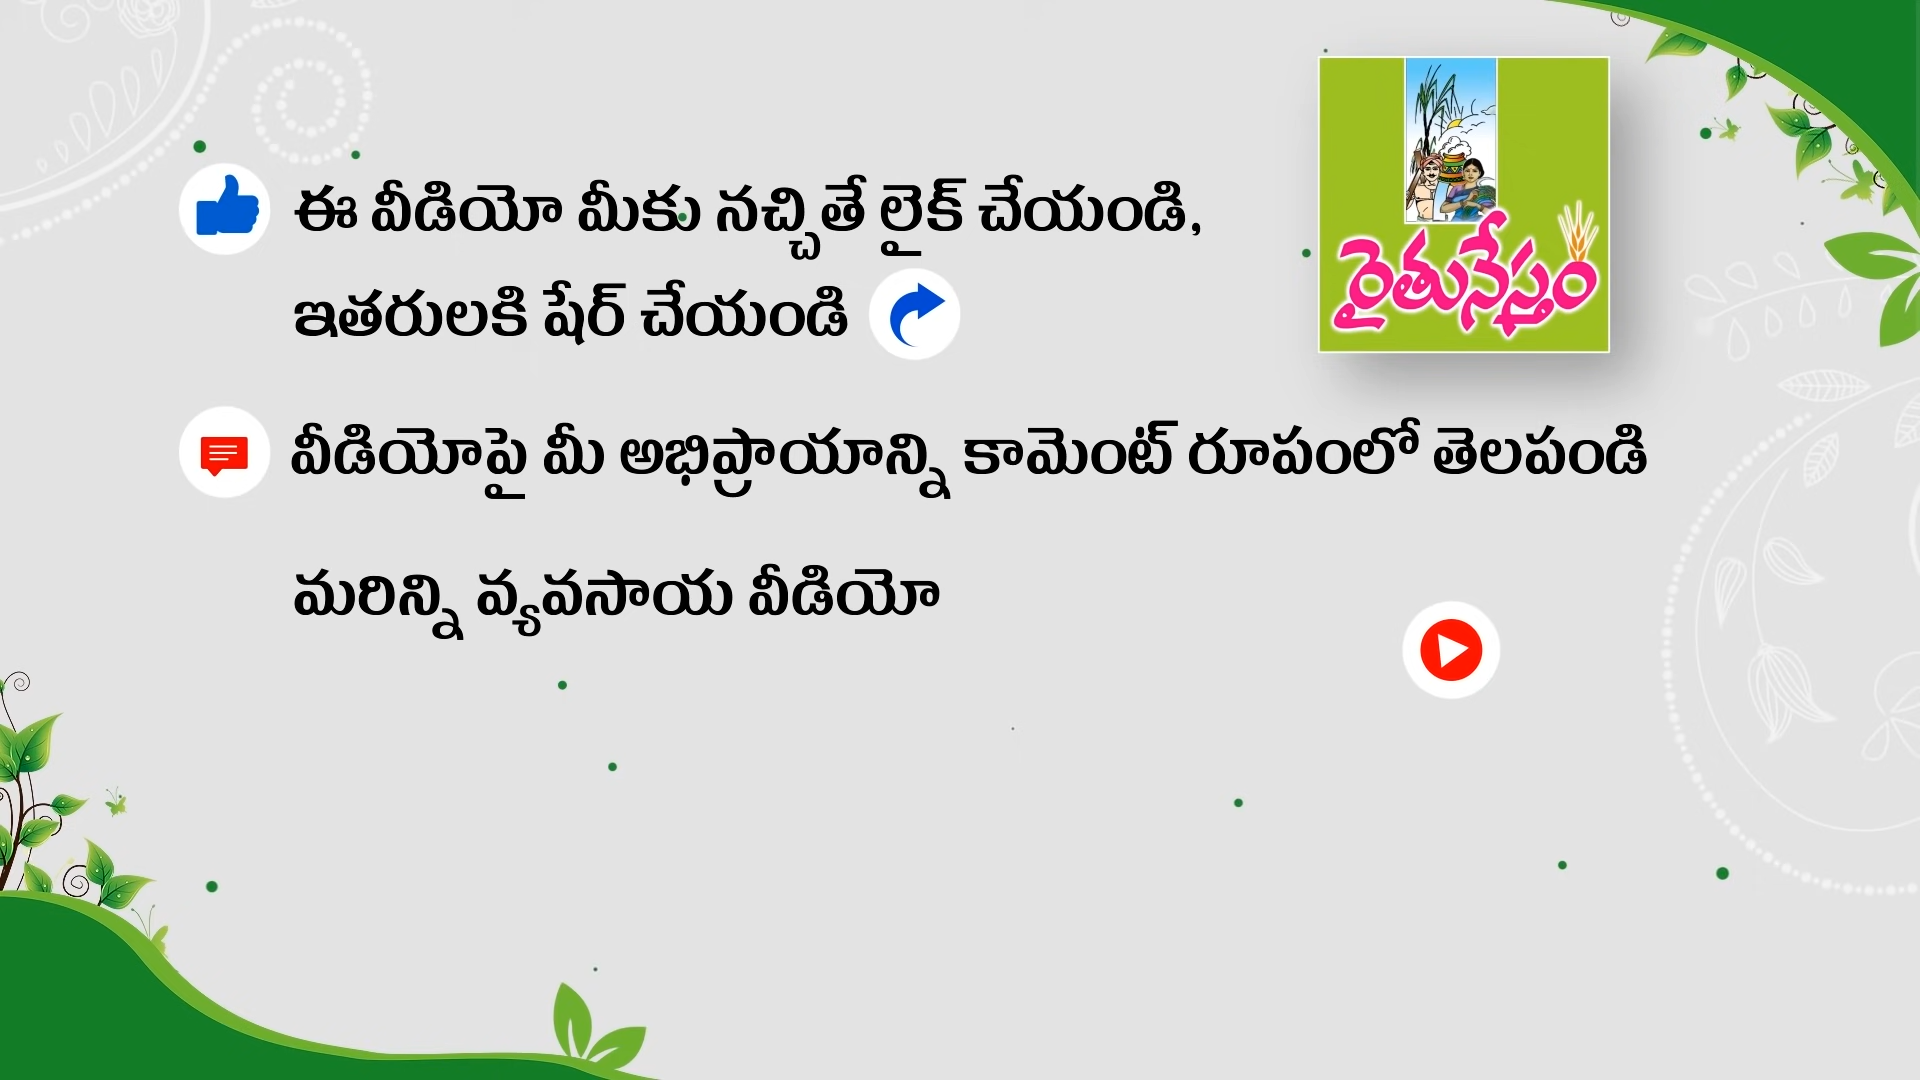 రైతునేస్తం
ఈ వీడియో మీకు నచ్చితే లైక్ చేయండి,
ఇతరులకి షేర్ చేయండి
వీడియోపై మీ అభిప్రాయాన్ని కామెంట్ రూపంలో తెలపండి
మరిన్ని వ్యవసాయ వీడియో